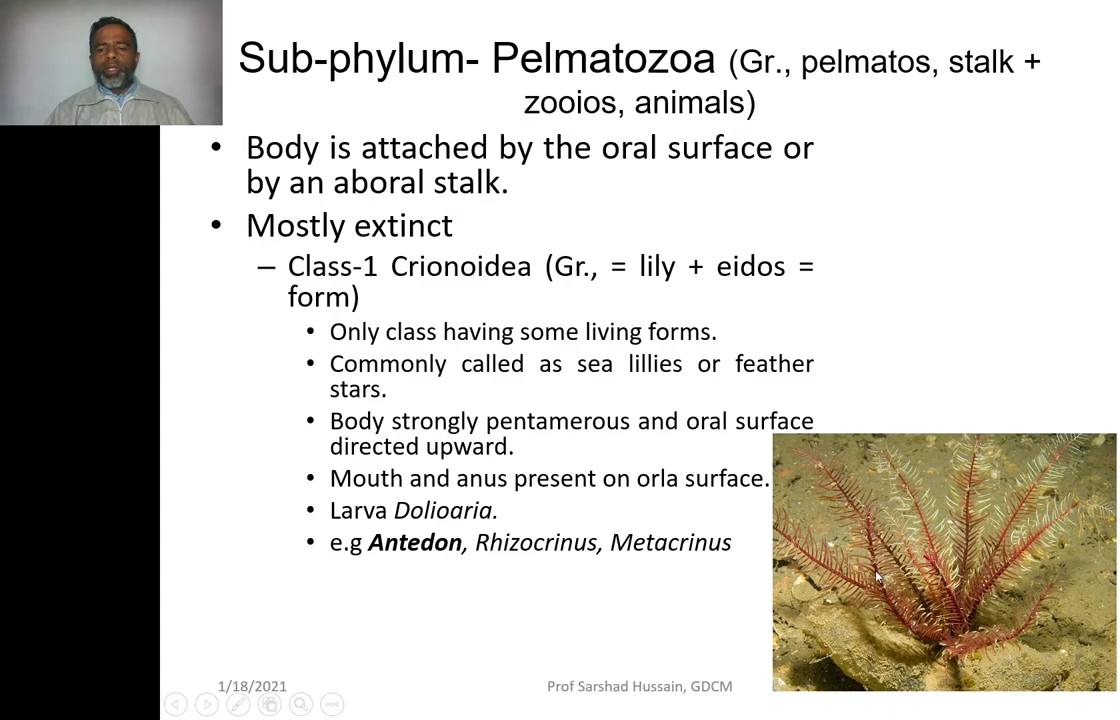 Sub-phylum- Pelmatozoa (Gr., pelmatos, stalk +
zooios, animals)
• Body is attached by the oral surface or
by an aboral stalk.
• Mostly extinct
– Class-1 Crionoidea (Gr., = lily + eidos =
form)
• Only class having some living forms.
• Commonly called as sea lillies or feather
stars.
• Body strongly pentamerous and oral surface
directed upward.
• Mouth and anus present on orla surface.
• Larva Dolioaria.
• e.g Antedon, Rhizocrinus, Metacrinus
1/18/2021
Prof Sarshad Hussain, GDCM